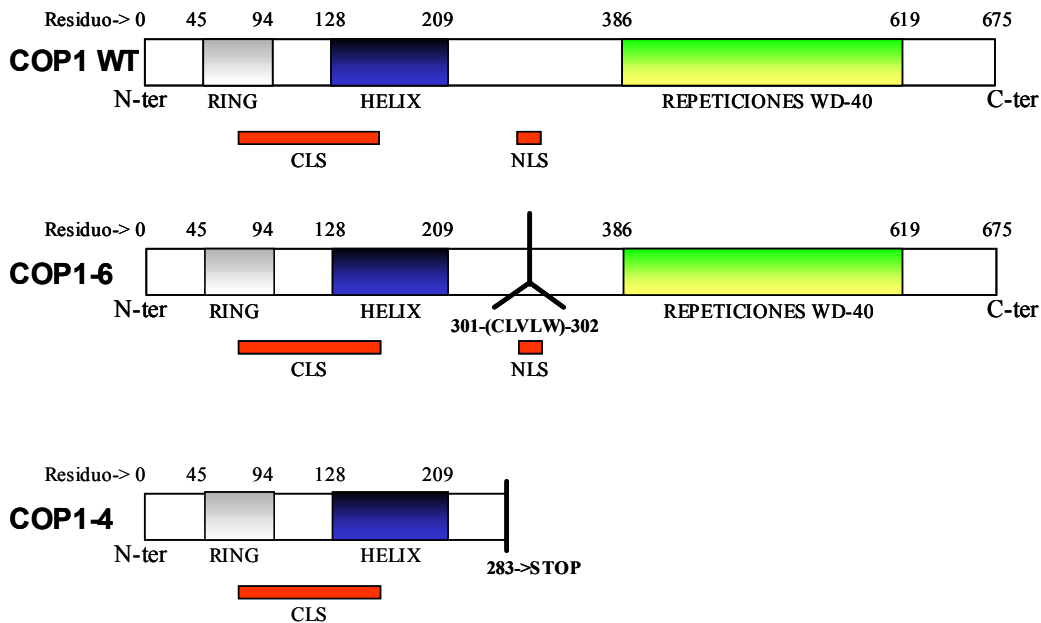 Residuo-> 0 45 94 128 209 386 619 675
COP1 WT
N-ter RING HELIX REPETICIONES WD-40 C-ter
CLS NLS
Residuo-> 0 45 94 128 209 386 619 675
COP1-6
N-ter RING HELIX REPETICIONES WD-40 C-ter
301-(CLVLW)-302
CLS NLS
Residuo-> 0 45 94 128 209
COP1-4
N-ter RING HELIX
283->STOP
CLS